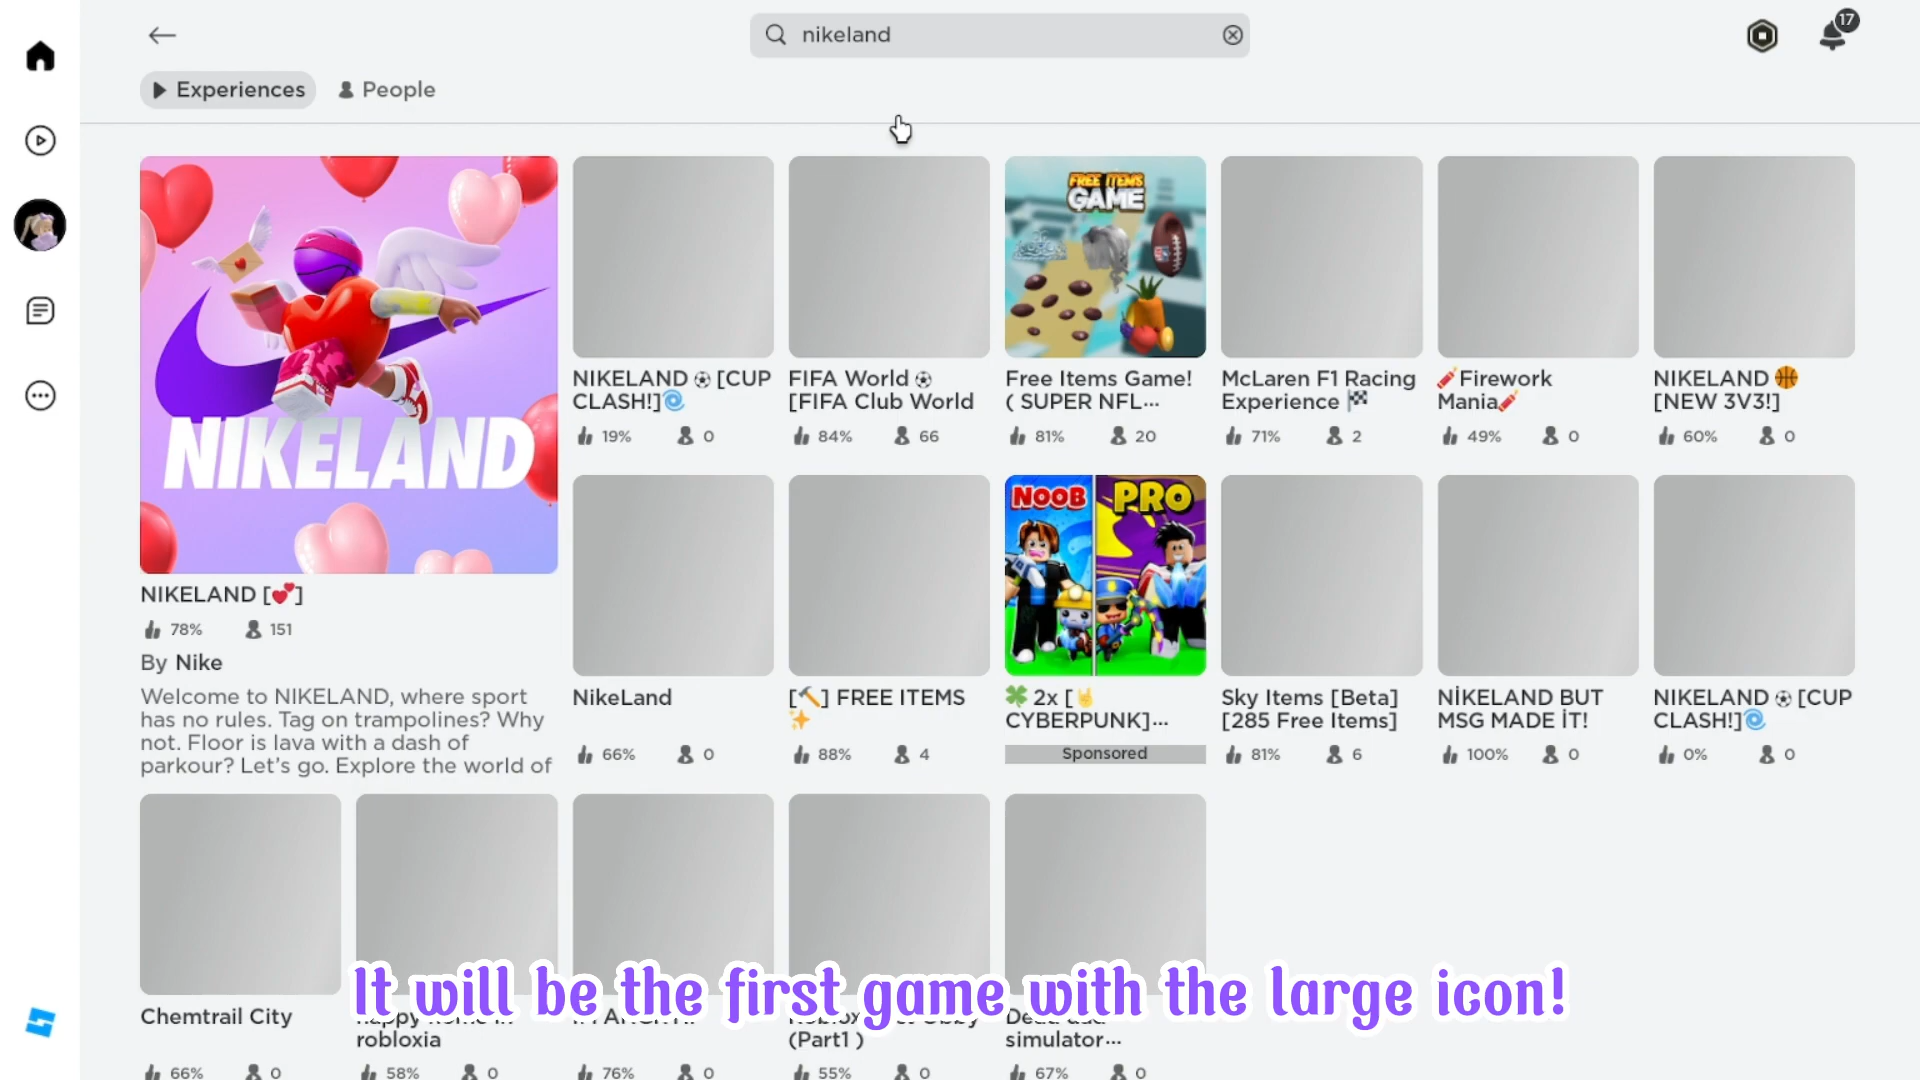 nikeland
17
Experiences
People
NIKELAND
NIKELAND [💕]
78% 151
By Nike
Welcome to NIKELAND, where sport
has no rules. Tag on trampolines? Why
not. Floor is lava with a dash of
parkour? Let's go. Explore the world of
NIKELAND ⚽ [CUP
CLASH!]🌀
19% 0
FIFA World ⚽
[FIFA Club World
84% 66
FREE ITEMS
GAME
Free Items Game!
( SUPER NFL...
81% 20
McLaren F1 Racing
Experience 🏁
71% 2
🧨Firework
Mania🧨
49% 0
NIKELAND 🏀
[NEW 3V3!]
60% 0
NikeLand
66% 0
[🔨] FREE ITEMS
✨
88% 4
NOOB PRO
🍀 2x [🤘
CYBERPUNK]...
Sponsored
Sky Items [Beta]
[285 Free Items]
81% 6
NİKELAND BUT
MSG MADE İT!
100% 0
NIKELAND ⚽ [CUP
CLASH!]🌀
0% 0
It will be the first game with the large icon!
Chemtrail City
66% 0
robloxia
58% 0
76% 0
(Part1 )
55% 0
simulator...
67% 0